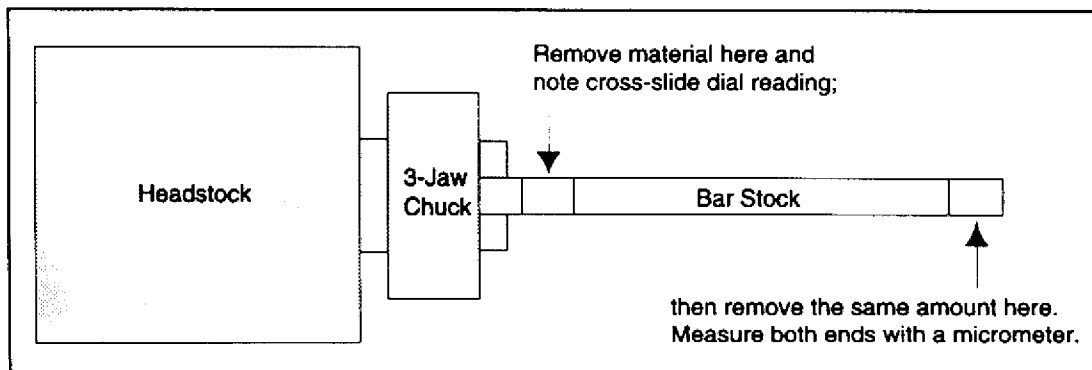 Remove material here and
note cross-slide dial reading;
Headstock
3-Jaw
Chuck
Bar Stock
then remove the same amount here.
Measure both ends with a micrometer.